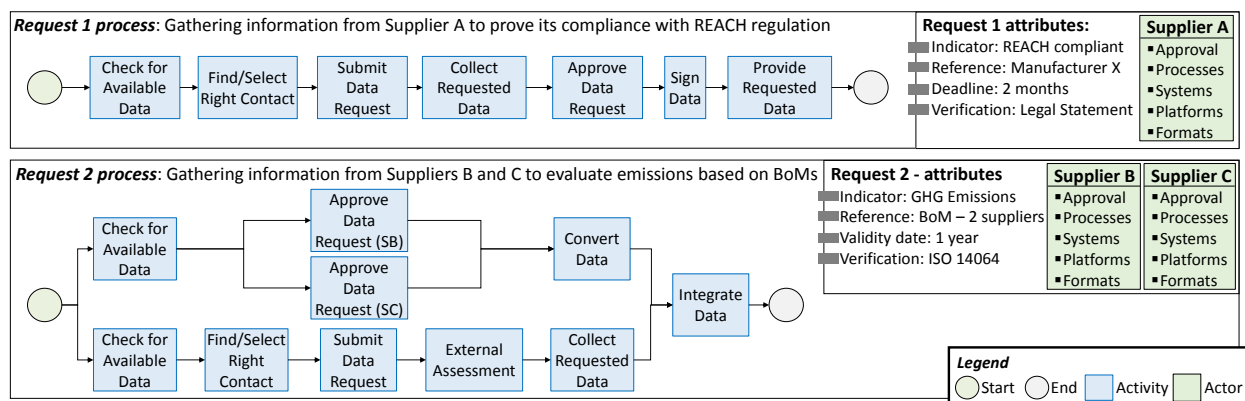 Request 1 process: Gathering information from Supplier A to prove its compliance with REACH regulation
Check for
Available
Data
Find/Select
Right Contact
Submit
Data
Request
Collect
Requested
Data
Approve
Data
Request
Sign
Data
Provide
Requested
Data
Request 1 attributes:
Indicator: REACH compliant
Reference: Manufacturer X
Deadline: 2 months
Verification: Legal Statement
Supplier A
▪Approval
▪Processes
▪Systems
▪Platforms
▪Formats
Request 2 process: Gathering information from Suppliers B and C to evaluate emissions based on BoMs
Check for
Available
Data
Approve
Data
Request (SB)
Approve
Data
Request (SC)
Convert
Data
Check for
Available
Data
Find/Select
Right
Contact
Submit
Data
Request
External
Assessment
Collect
Requested
Data
Integrate
Data
Request 2 - attributes
Indicator: GHG Emissions
Reference: BoM – 2 suppliers
Validity date: 1 year
Verification: ISO 14064
Supplier B
▪Approval
▪Processes
▪Systems
▪Platforms
▪Formats
Supplier C
▪Approval
▪Processes
▪Systems
▪Platforms
▪Formats
Legend
Start
End
Activity
Actor